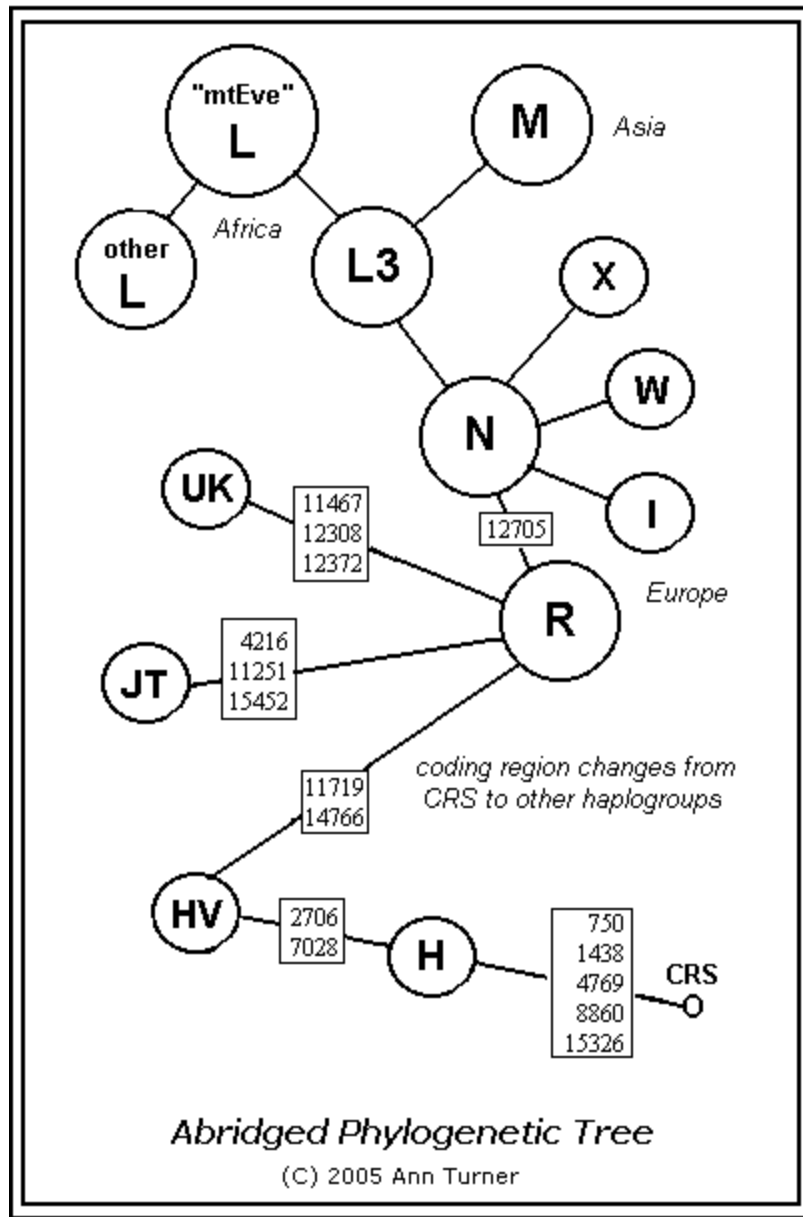 "mtEve"
L
M
Asia
other
L
Africa
L3
X
W
N
UK
11467
12308
12372
I
12705
Europe
R
4216
11251
15452
JT
coding region changes from
CRS to other haplogroups
11719
14766
HV
2706
7028
H
750
1438
4769
8860
15326
CRS
Abridged Phylogenetic Tree
(C) 2005 Ann Turner